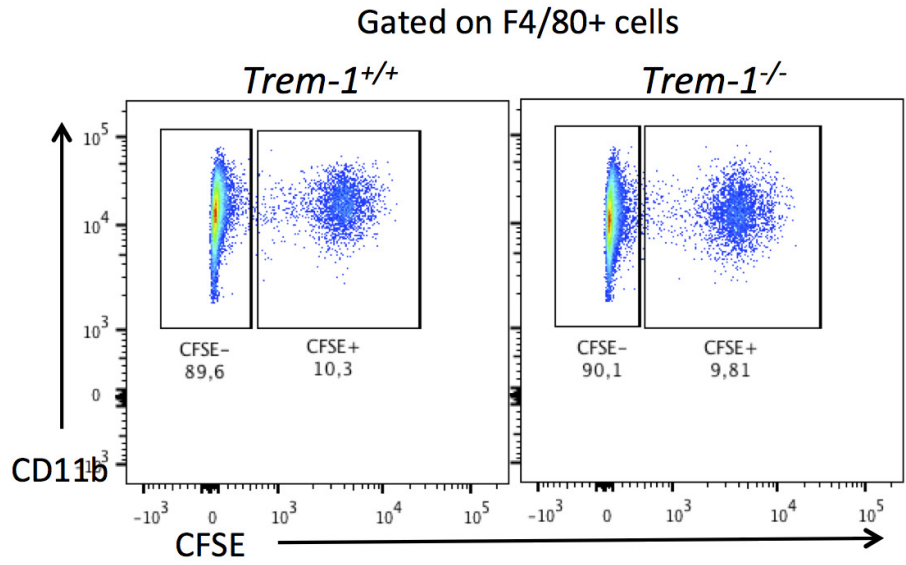 Gated on F4/80+ cells
Trem-1+/+
Trem-1-/-
10⁵
10⁴
10³
0
-10³
CFSE-
89,6
CFSE+
10,3
CFSE-
90,1
CFSE+
9,81
CD11b
-10³ 0 10³ 10⁴ 10⁵
-10³ 0 10³ 10⁴ 10⁵
CFSE